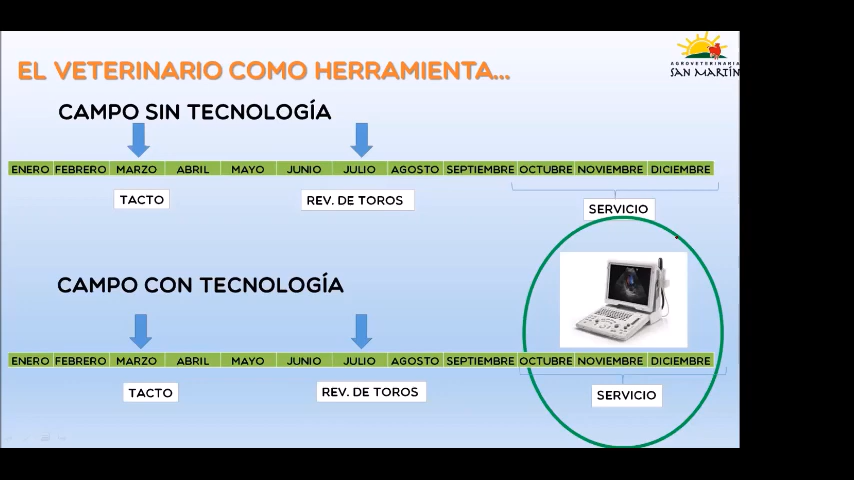 EL VETERINARIO COMO HERRAMIENTA...
AGROVETERINARIA
SAN MARTÍN
CAMPO SIN TECNOLOGÍA
ENERO FEBRERO MARZO ABRIL MAYO JUNIO JULIO AGOSTO SEPTIEMBRE OCTUBRE NOVIEMBRE DICIEMBRE
TACTO
REV. DE TOROS
SERVICIO
CAMPO CON TECNOLOGÍA
ENERO FEBRERO MARZO ABRIL MAYO JUNIO JULIO AGOSTO SEPTIEMBRE OCTUBRE NOVIEMBRE DICIEMBRE
TACTO
REV. DE TOROS
SERVICIO